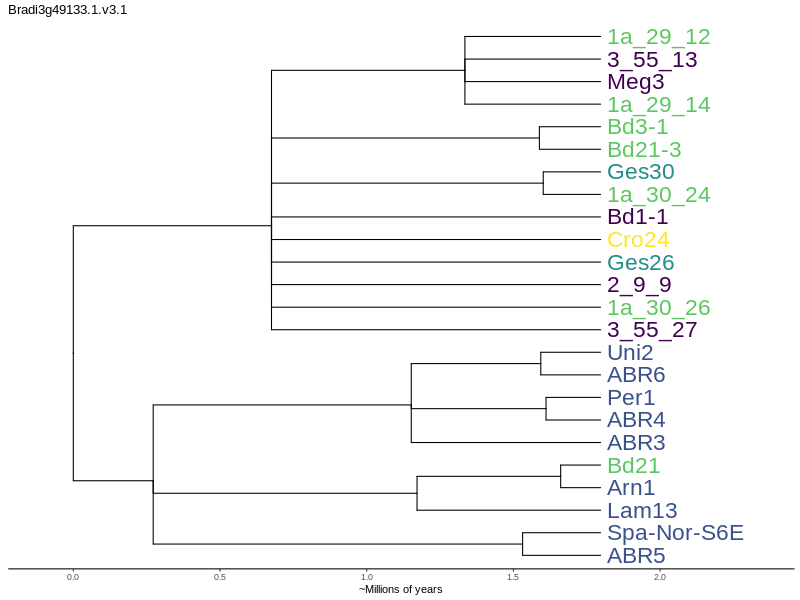 Bradi3g49133.1.v3.1
1a_29_12
3_55_13
Meg3
1a_29_14
Bd3-1
Bd21-3
Ges30
1a_30_24
Bd1-1
Cro24
Ges26
2_9_9
1a_30_26
3_55_27
Uni2
ABR6
Per1
ABR4
ABR3
Bd21
Arn1
Lam13
Spa-Nor-S6E
ABR5
0.0 0.5 1.0 1.5 2.0
~Millions of years